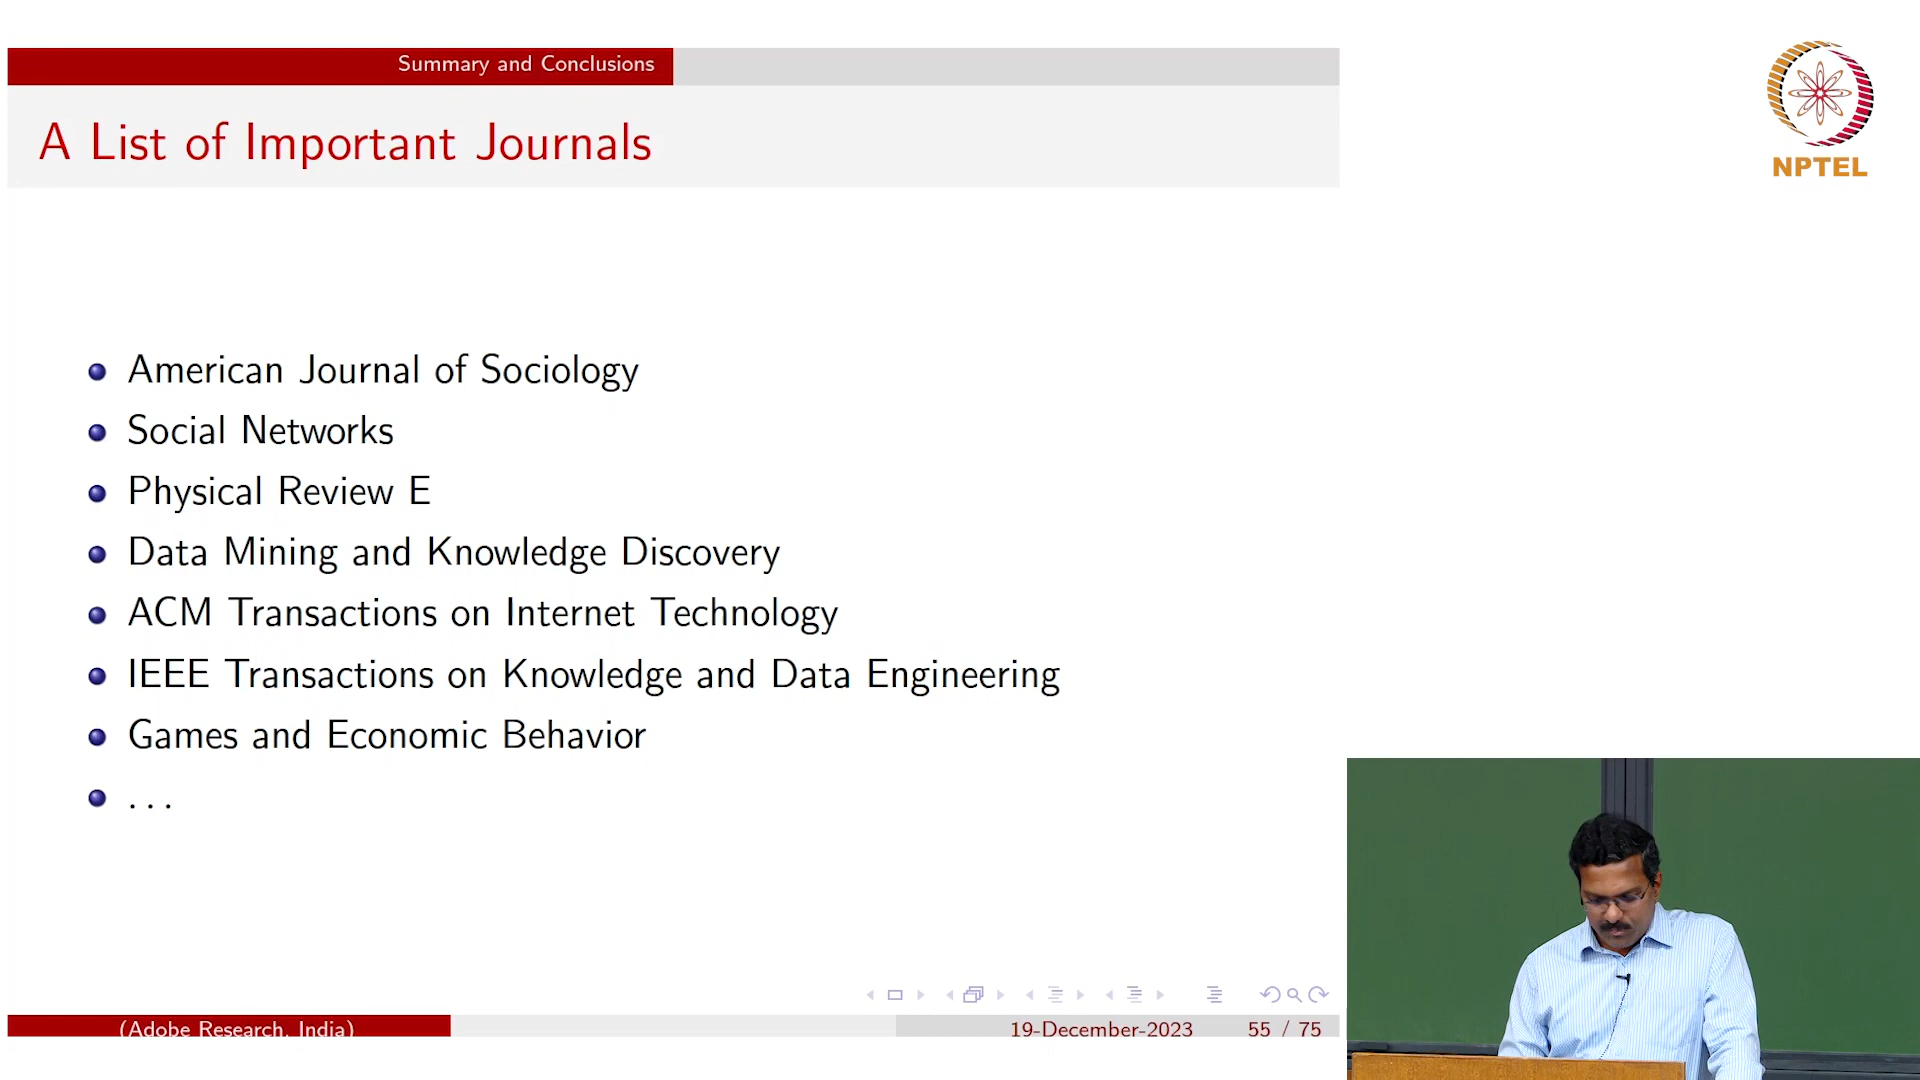 Summary and Conclusions
A List of Important Journals
NPTEL
American Journal of Sociology
Social Networks
Physical Review E
Data Mining and Knowledge Discovery
ACM Transactions on Internet Technology
IEEE Transactions on Knowledge and Data Engineering
Games and Economic Behavior
. . .
(Adobe Research, India)
19-December-2023
55 / 75